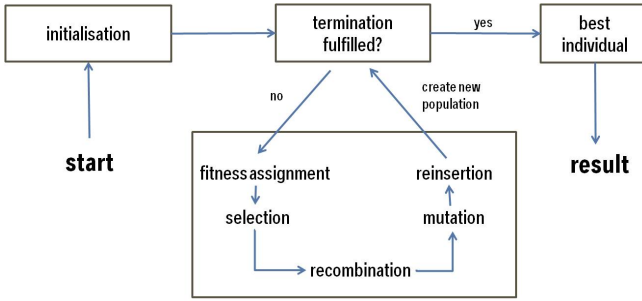 initialisation
termination
fulfilled?
yes
best
individual
no
create new
population
start
result
fitness assignment
reinsertion
selection
mutation
recombination